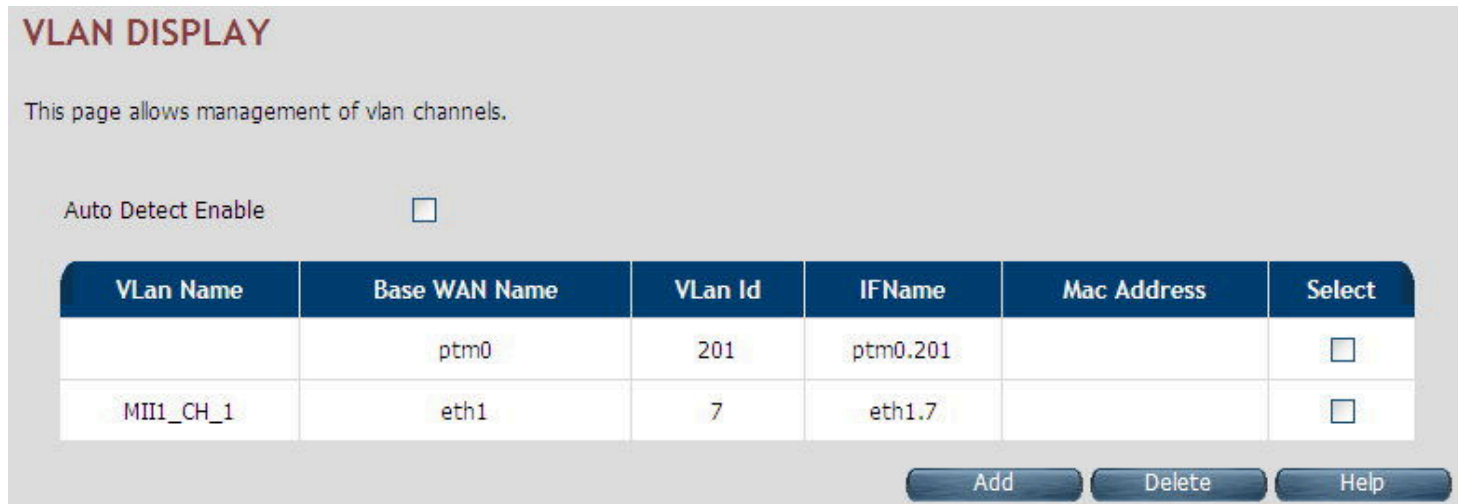 VLAN DISPLAY
This page allows management of vlan channels.
Auto Detect Enable
VLan Name Base WAN Name VLan Id IFName Mac Address Select
ptm0 201 ptm0.201
MII1_CH_1 eth1 7 eth1.7
Add Delete Help